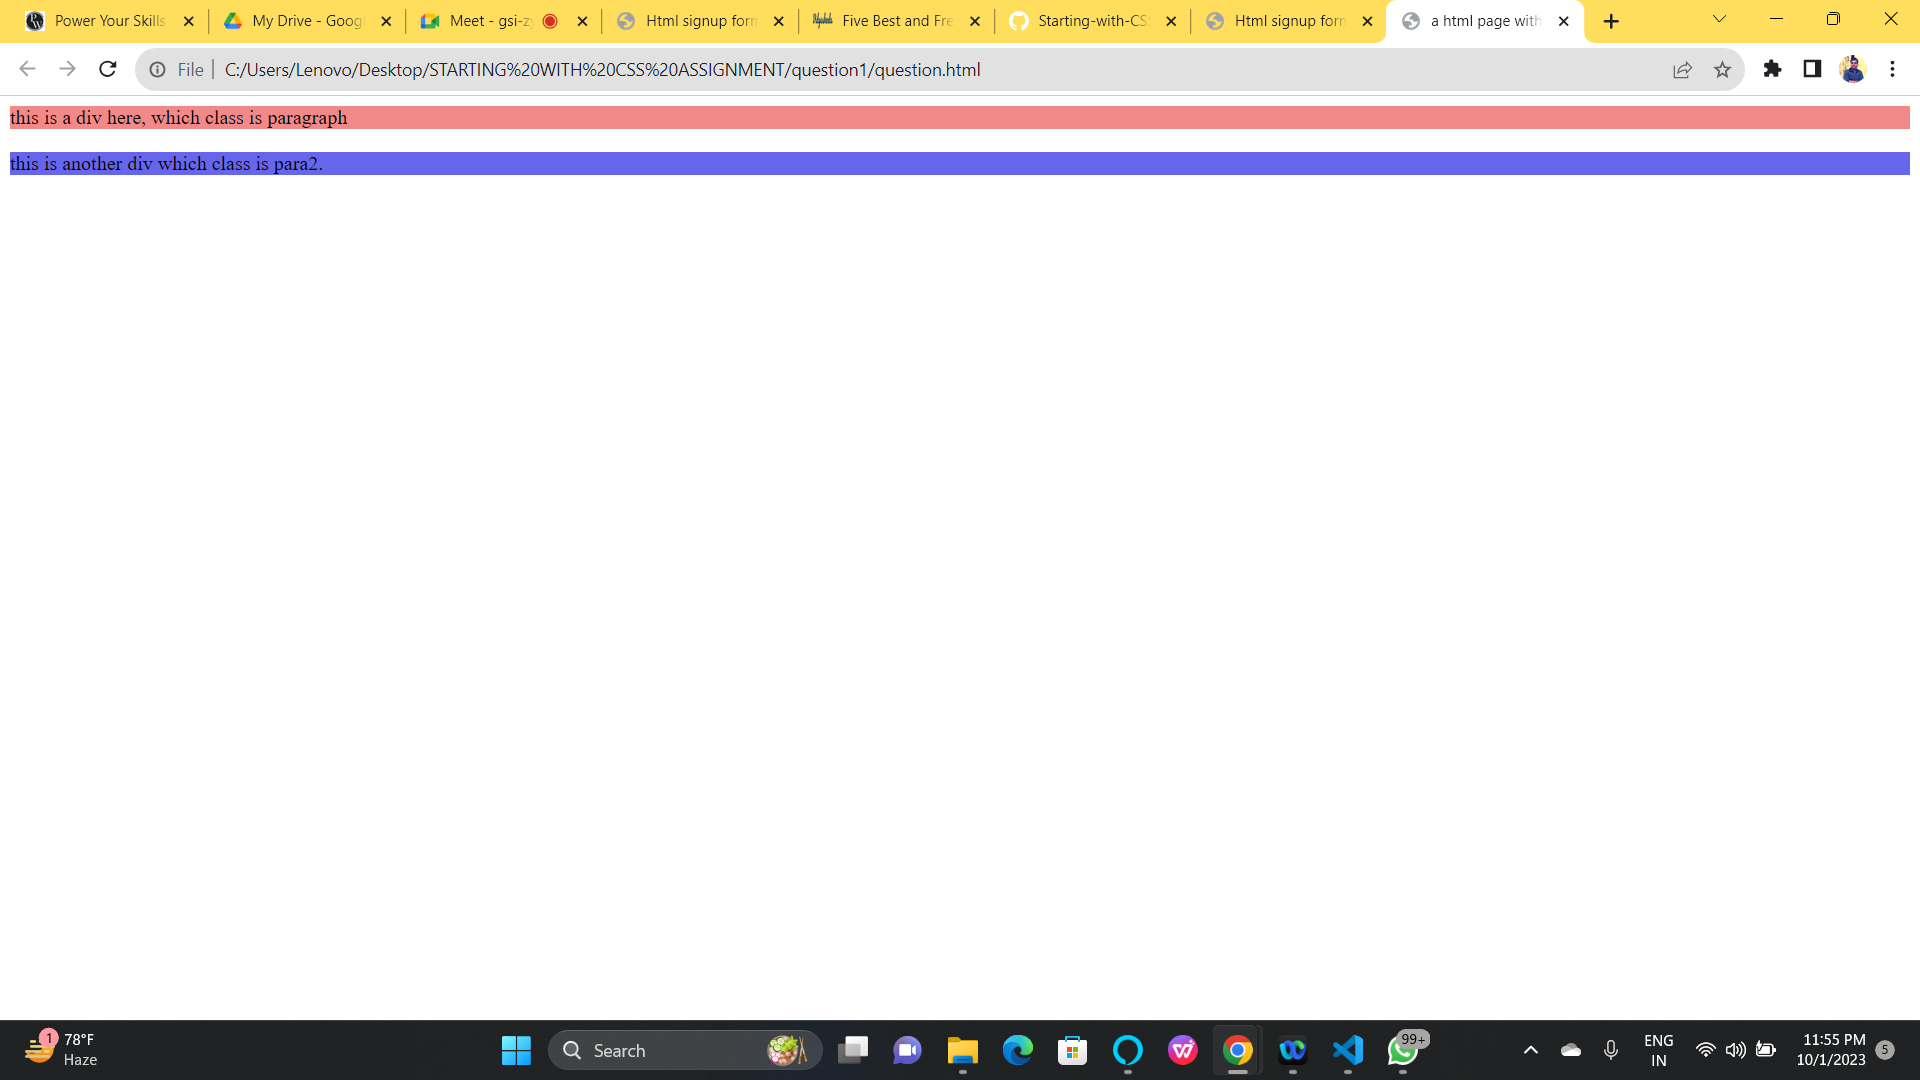 Power Your Skills
My Drive - Googl
Meet - gsi-z
Html signup form
Five Best and Fre
Starting-with-CS
Html signup form
a html page with
File
C:/Users/Lenovo/Desktop/STARTING%20WITH%20CSS%20ASSIGNMENT/question1/question.html
this is a div here, which class is paragraph
this is another div which class is para2.
1
78°F
Haze
Search
99+
ENG
IN
11:55 PM
10/1/2023
5